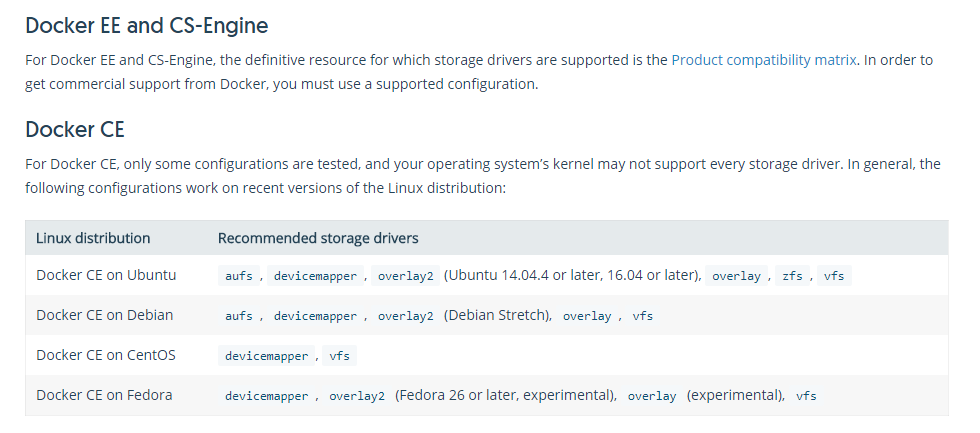 Docker EE and CS-Engine
For Docker EE and CS-Engine, the definitive resource for which storage drivers are supported is the Product compatibility matrix. In order to
get commercial support from Docker, you must use a supported configuration.
Docker CE
For Docker CE, only some configurations are tested, and your operating system’s kernel may not support every storage driver. In general, the
following configurations work on recent versions of the Linux distribution:
Linux distribution Recommended storage drivers
Docker CE on Ubuntu aufs , devicemapper , overlay2 (Ubuntu 14.04.4 or later, 16.04 or later), overlay , zfs , vfs
Docker CE on Debian aufs , devicemapper , overlay2 (Debian Stretch), overlay , vfs
Docker CE on CentOS devicemapper , vfs
Docker CE on Fedora devicemapper , overlay2 (Fedora 26 or later, experimental), overlay (experimental), vfs